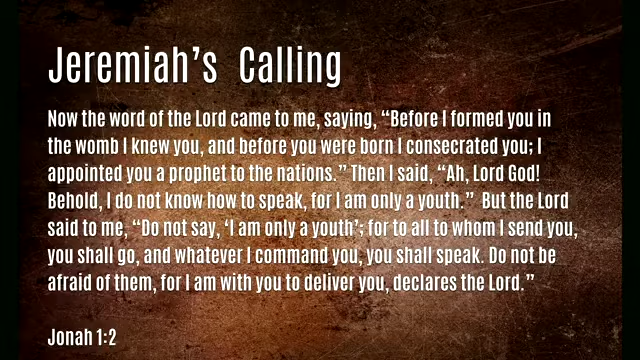 Jeremiah’s Calling
Now the word of the Lord came to me, saying, “Before I formed you in
the womb I knew you, and before you were born I consecrated you; I
appointed you a prophet to the nations.” Then I said, “Ah, Lord God!
Behold, I do not know how to speak, for I am only a youth.” But the Lord
said to me, “Do not say, ‘I am only a youth’; for to all to whom I send you,
you shall go, and whatever I command you, you shall speak. Do not be
afraid of them, for I am with you to deliver you, declares the Lord.”
Jonah 1:2